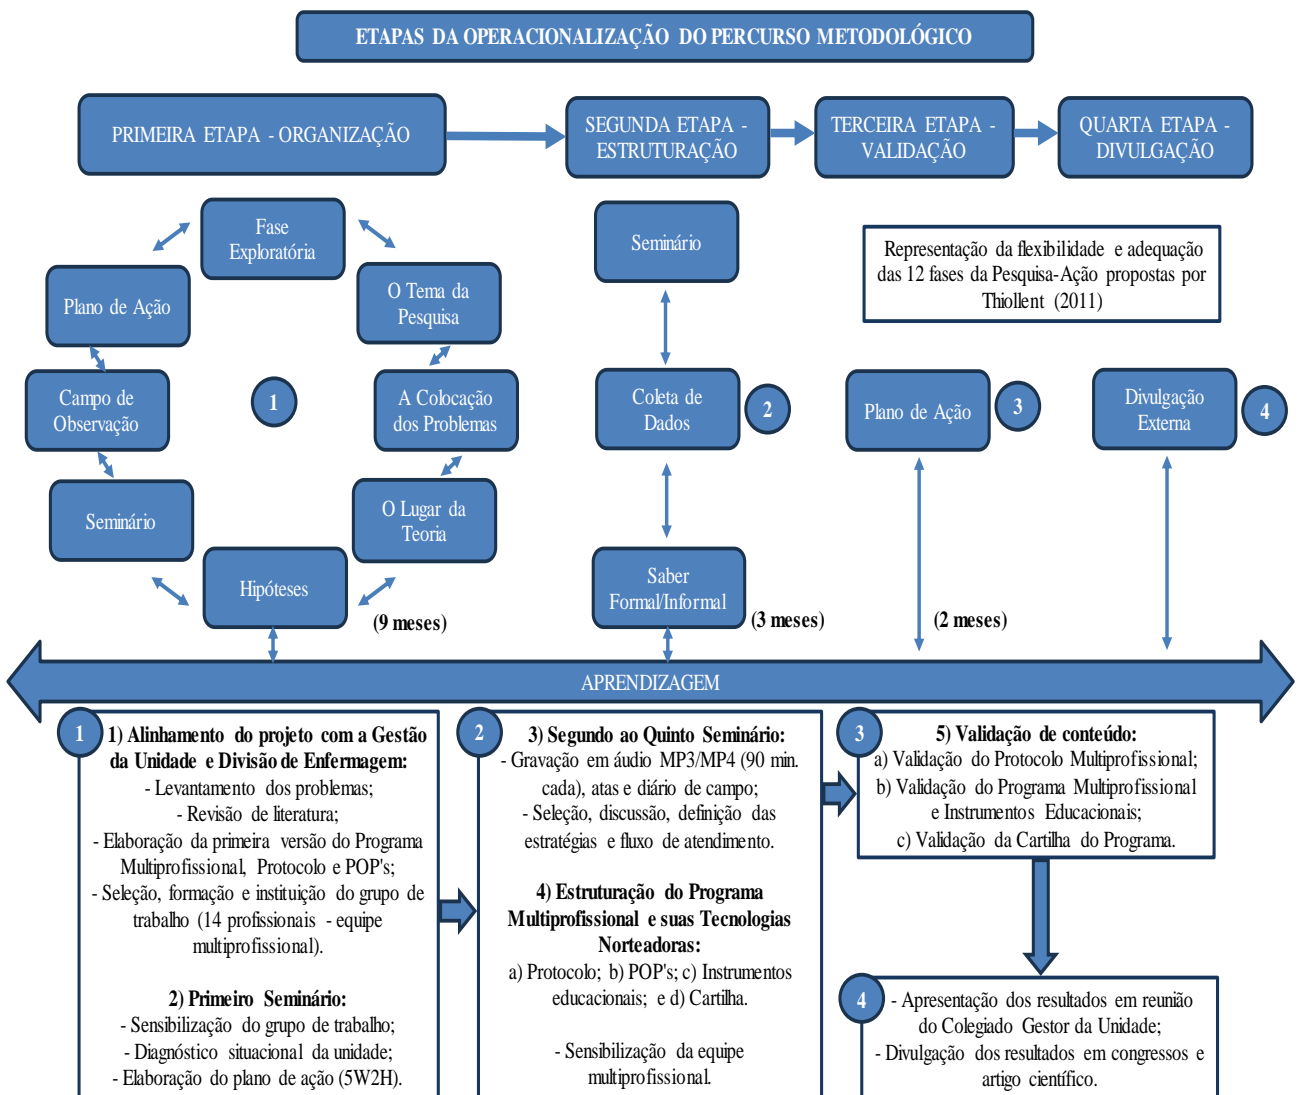 ETAPAS DA OPERACIONALIZAÇÃO DO PERCURSO METODOLÓGICO
PRIMEIRA ETAPA - ORGANIZAÇÃO
SEGUNDA ETAPA -
ESTRUTURAÇÃO
TERCEIRA ETAPA -
VALIDAÇÃO
QUARTA ETAPA -
DIVULGAÇÃO
Fase
Exploratória
Plano de Ação
O Tema da
Pesquisa
Campo de
Observação
1
A Colocação
dos Problemas
Seminário
O Lugar da
Teoria
Hipóteses
(9 meses)
Seminário
Coleta de
Dados
2
Saber
Formal/Informal
(3 meses)
Representação da flexibilidade e adequação
das 12 fases da Pesquisa-Ação propostas por
Thiollent (2011)
Plano de Ação
3
(2 meses)
Divulgação
Externa
4
APRENDIZAGEM
1
1) Alinhamento do projeto com a Gestão
da Unidade e Divisão de Enfermagem:
- Levantamento dos problemas;
- Revisão de literatura;
- Elaboração da primeira versão do Programa
Multiprofissional, Protocolo e POP's;
- Seleção, formação e instituição do grupo de
trabalho (14 profissionais - equipe
multiprofissional).
2) Primeiro Seminário:
- Sensibilização do grupo de trabalho;
- Diagnóstico situacional da unidade;
- Elaboração do plano de ação (5W2H).
2
3) Segundo ao Quinto Seminário:
- Gravação em áudio MP3/MP4 (90 min.
cada), atas e diário de campo;
- Seleção, discussão, definição das
estratégias e fluxo de atendimento.
4) Estruturação do Programa
Multiprofissional e suas Tecnologias
Norteadoras:
a) Protocolo; b) POP's; c) Instrumentos
educacionais; e d) Cartilha.
- Sensibilização da equipe
multiprofissional.
3
5) Validação de conteúdo:
a) Validação do Protocolo Multiprofissional;
b) Validação do Programa Multiprofissional
e Instrumentos Educacionais;
c) Validação da Cartilha do Programa.
4
- Apresentação dos resultados em reunião
do Colegiado Gestor da Unidade;
- Divulgação dos resultados em congressos e
artigo científico.